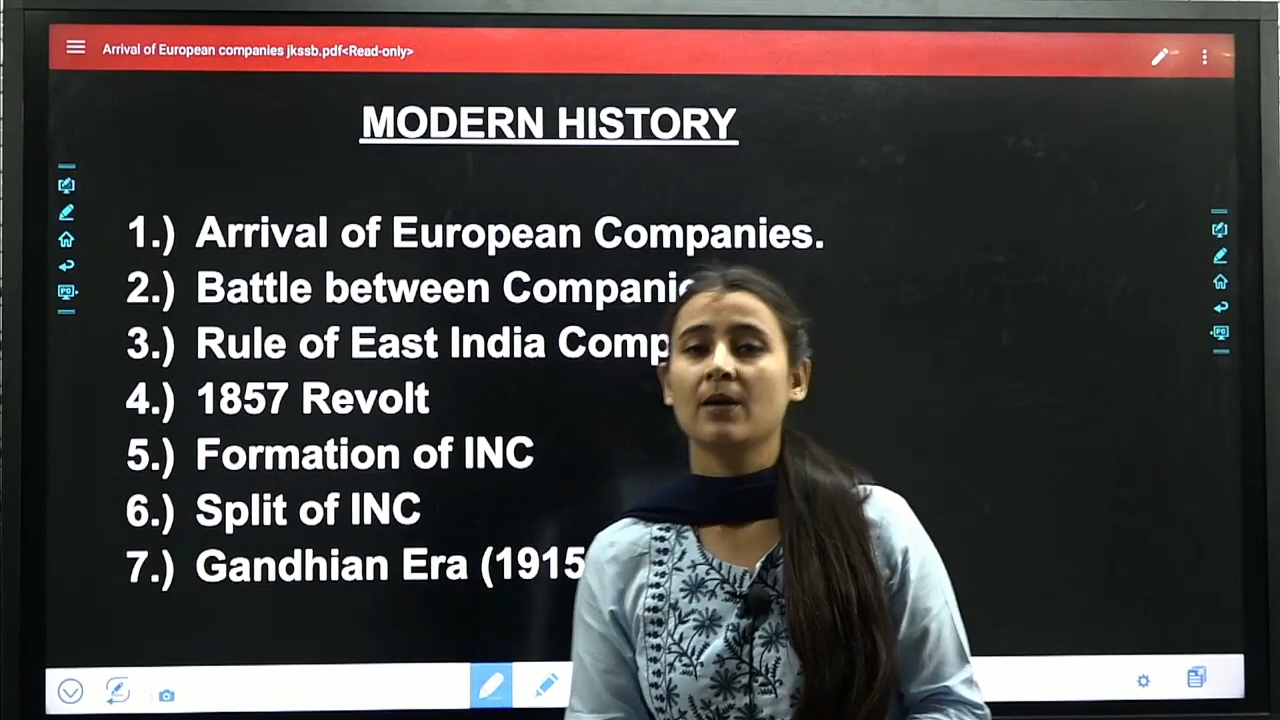 Arrival of European companies jkssb.pdf<Read-only>
MODERN HISTORY
1.) Arrival of European Companies.
2.) Battle between
3.) Rule of East India
4.) 1857 Revolt
5.) Formation of INC
6.) Split of INC
7.) Gandhian Era (1915